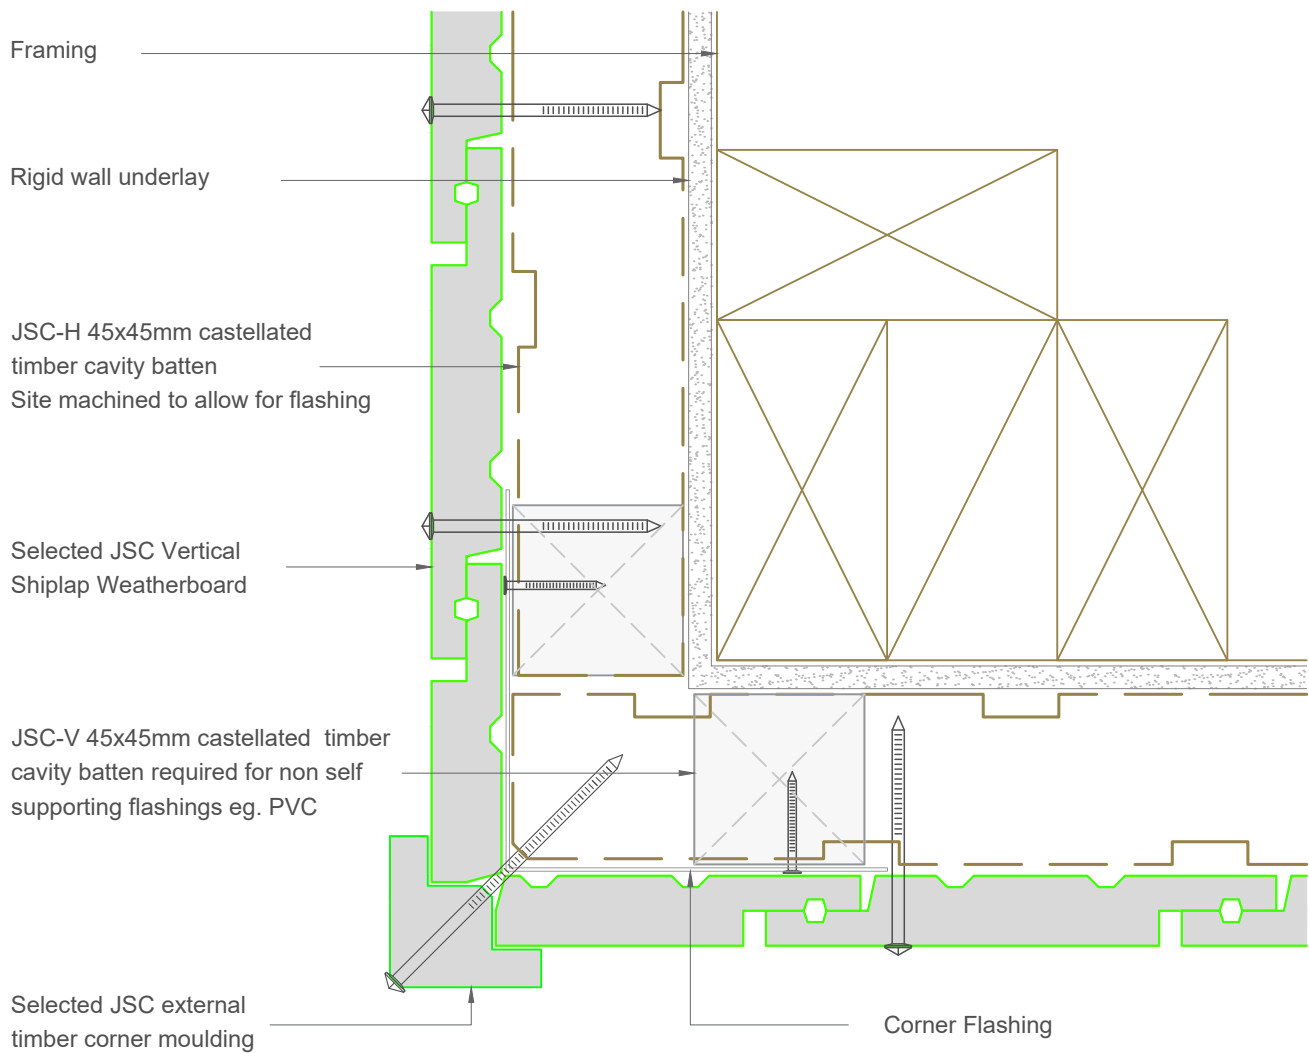 Framing
Rigid wall underlay
JSC-H 45x45mm castellated
timber cavity batten
Site machined to allow for flashing
Selected JSC Vertical
Shiplap Weatherboard
JSC-V 45x45mm castellated  timber
cavity batten required for non self
supporting flashings eg. PVC
Selected JSC external
timber corner moulding
Corner Flashing